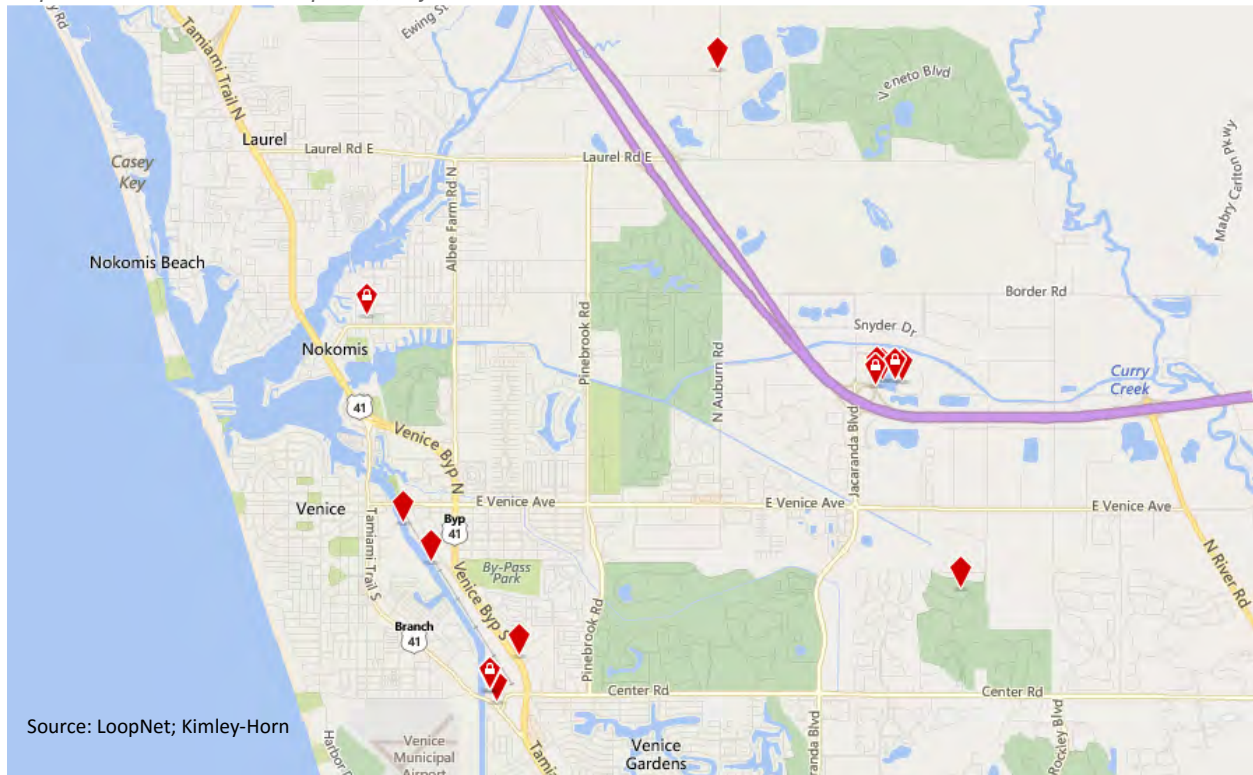 Ewing St
Tamiami Trail N
Veneto Blvd
Laurel
Laurel Rd E
Laurel Rd E
Casey
Key
Albee Farm Rd N
Mabry Carlton Pkwy
Nokomis Beach
Border Rd
Pinebrook Rd
Snyder Dr
Nokomis
N Auburn Rd
Curry
Creek
41
Jacaranda Blvd
Venice Byp N
E Venice Ave
E Venice Ave
E Venice Ave
Venice
Byp
41
Tamiami Trail S
By-Pass
Park
Venice Byp S
N River Rd
Pinebrook Rd
Branch
41
Center Rd
Center Rd
Source: LoopNet; Kimley-Horn
Harbor D
Venice
Municipal
Airport
Tami
Venice
Gardens
randa Blvd
Rockley Blvd